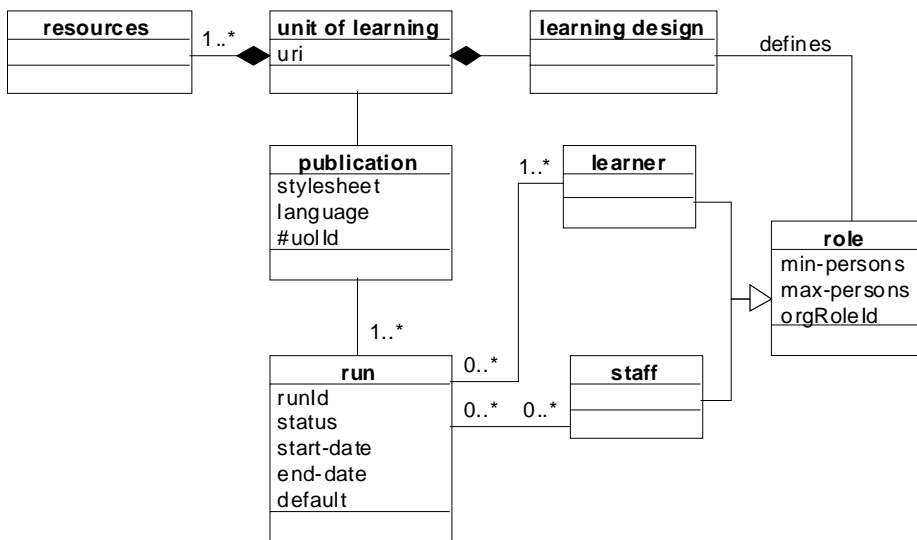 resources
1..*
unit of learning
uri
learning design
defines
publication
stylesheet
language
#uolId
1..*
learner
role
min-persons
max-persons
orgRoleId
1..*
run
runId
status
start-date
end-date
default
0..*
0..*
0..*
staff